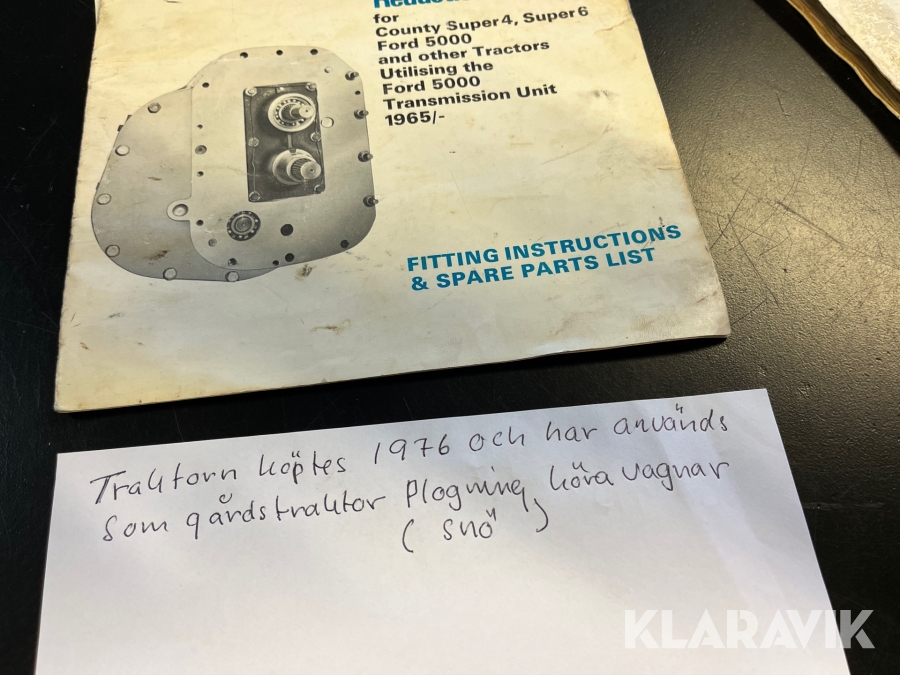 for
County Super 4, Super 6
Ford 5000
and other Tractors
Utilising the
Ford 5000
Transmission Unit
1965/-
FITTING INSTRUCTIONS
& SPARE PARTS LIST
Traktorn köptes 1976 och har används
som gårdstraktor Plogning, köra vagnar
(snö)
KLARAVIK